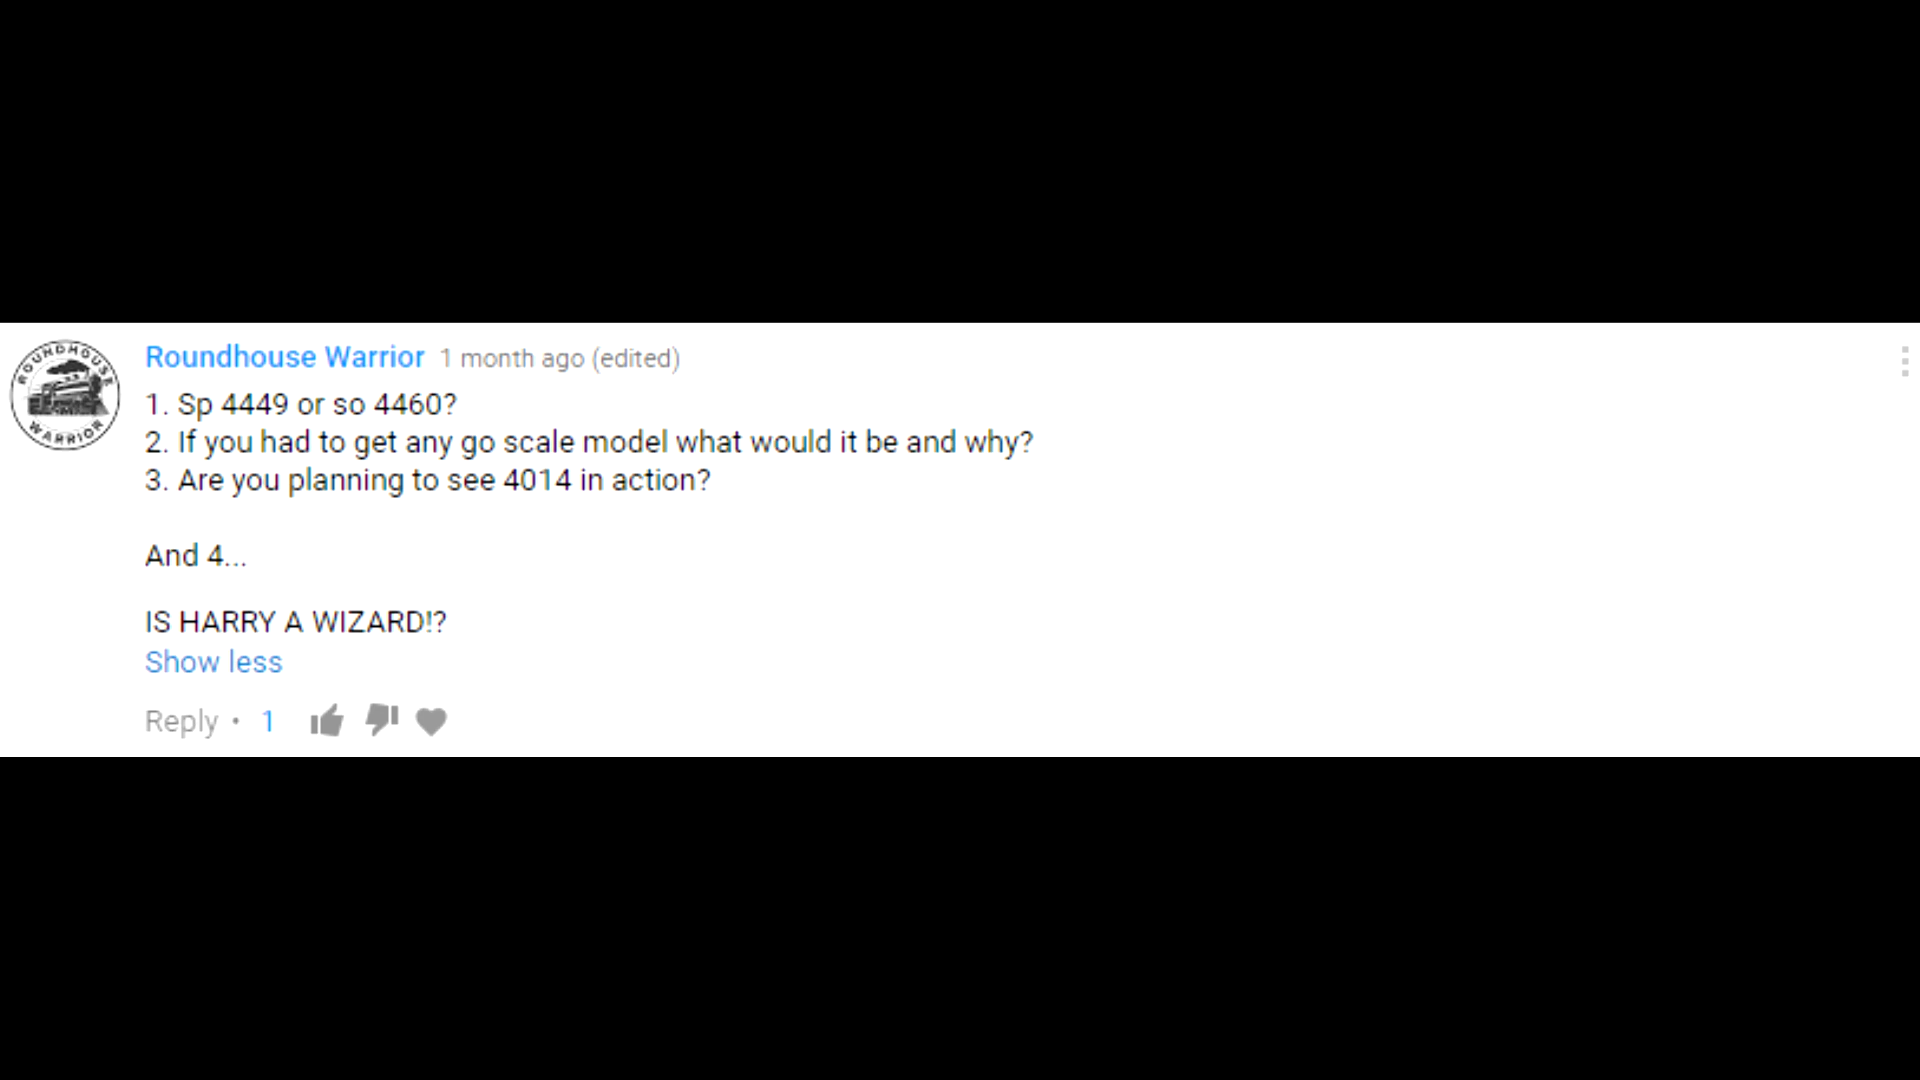 ROUNDHOUSE
WARRIOR
Roundhouse Warrior 1 month ago (edited)
1. Sp 4449 or so 4460?
2. If you had to get any go scale model what would it be and why?
3. Are you planning to see 4014 in action?
And 4...
IS HARRY A WIZARD!?
Show less
Reply • 1